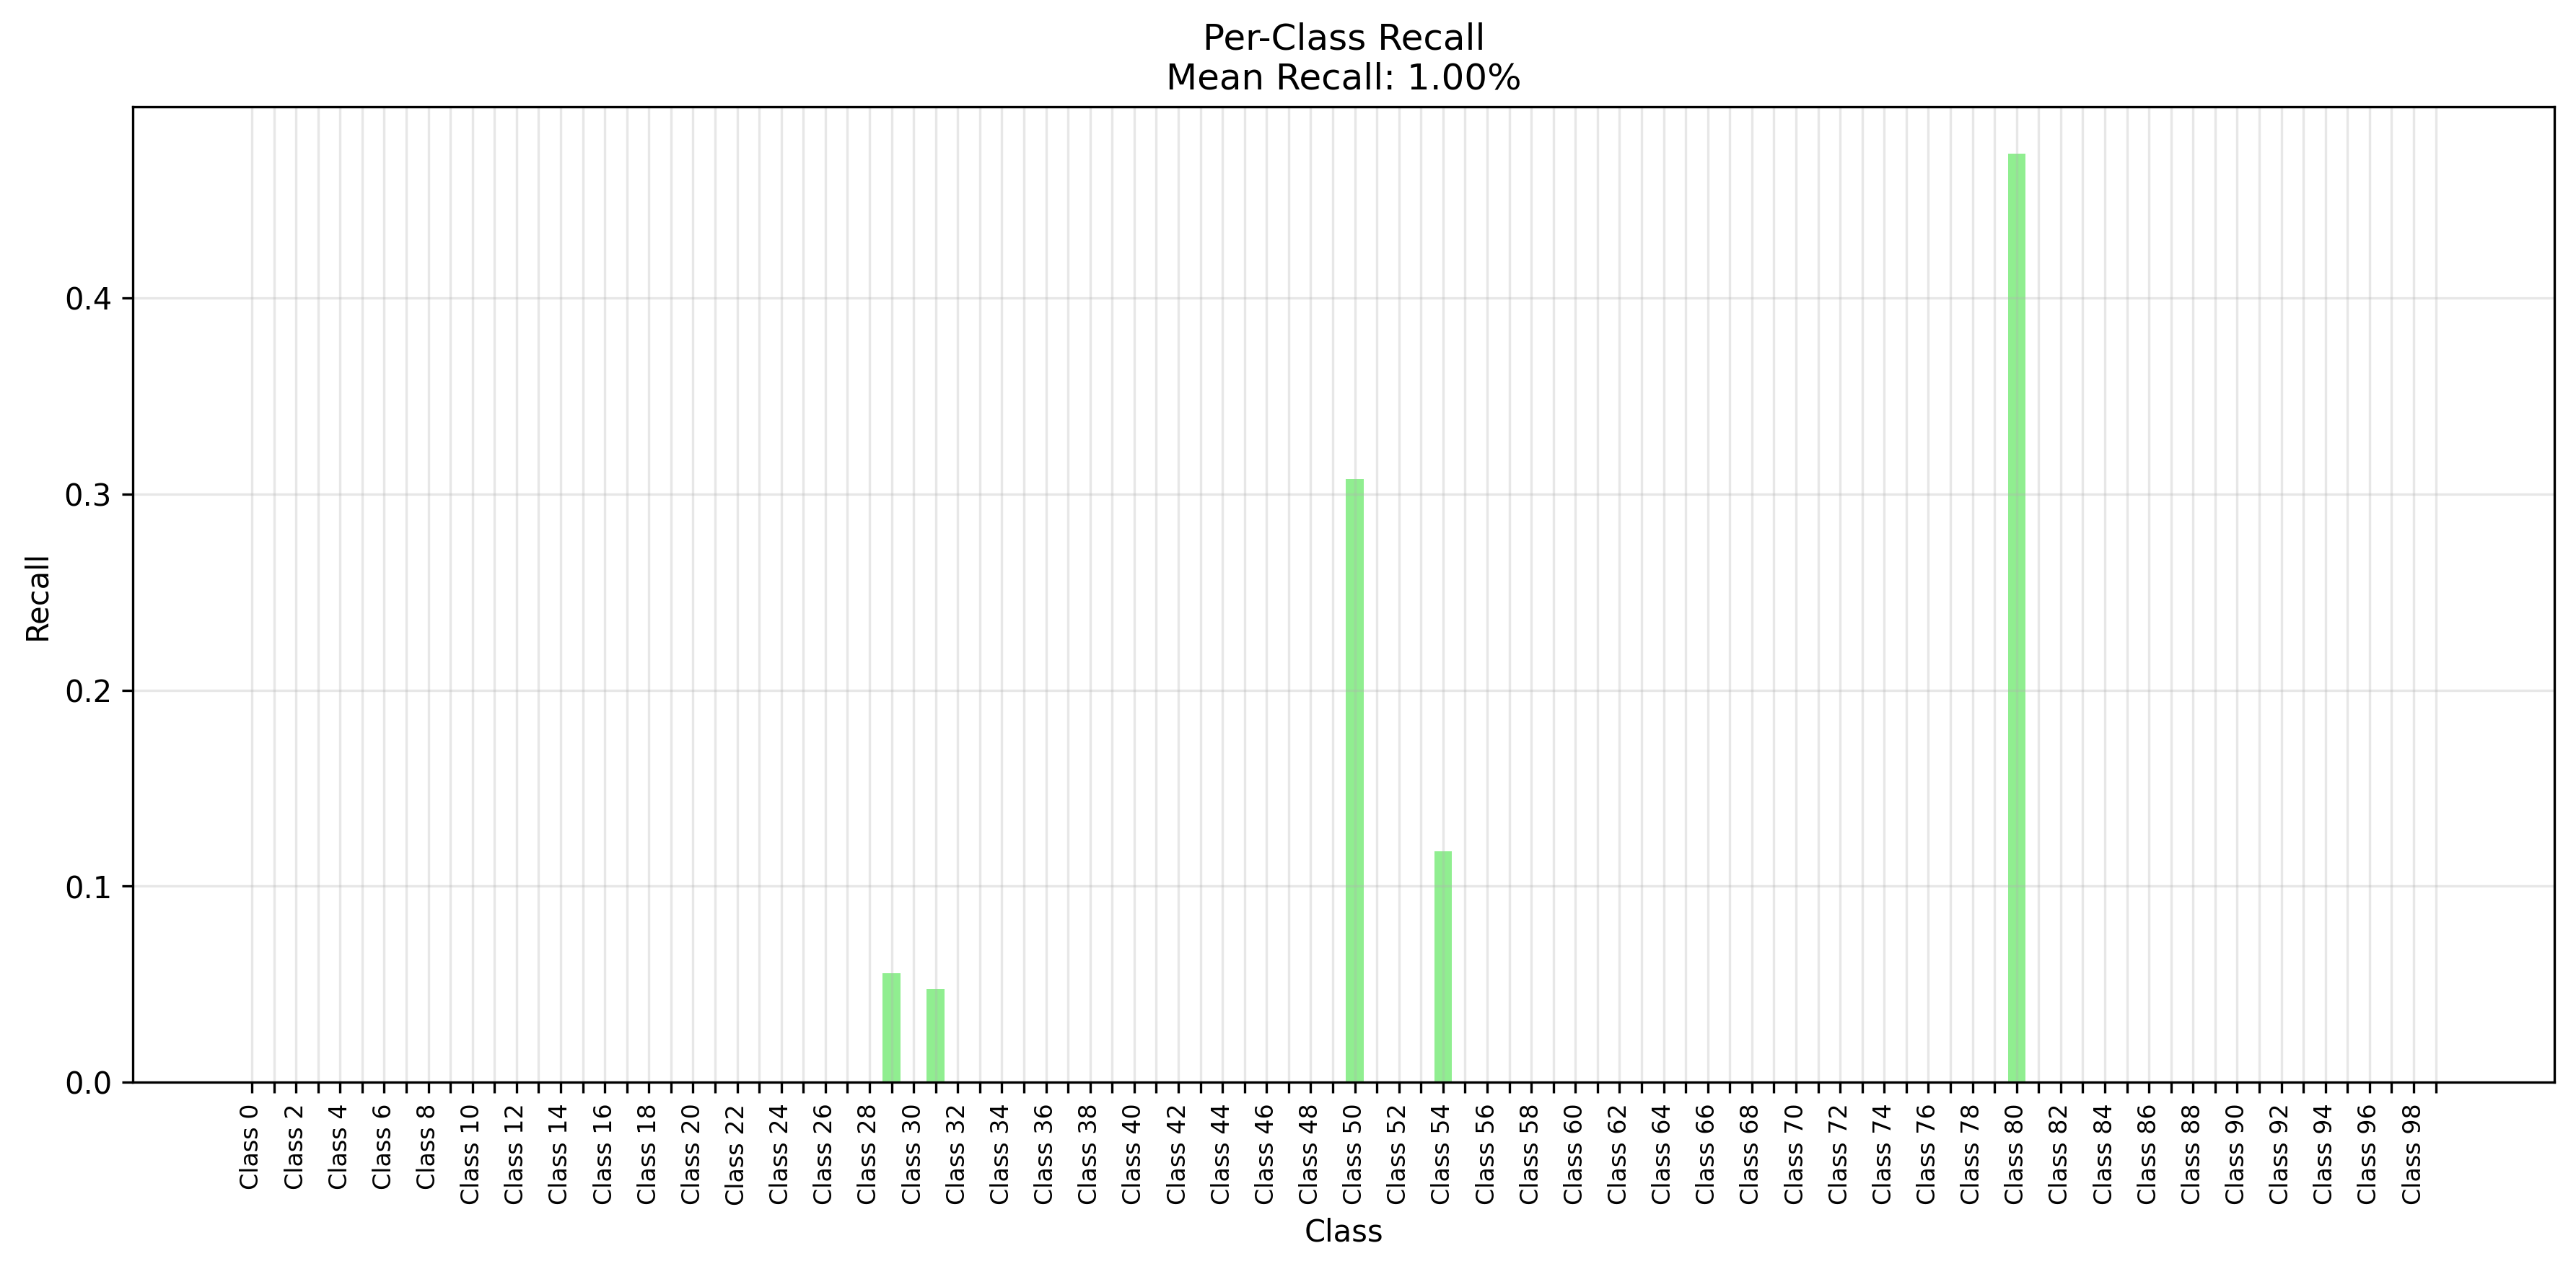 Per-Class Recall
Mean Recall: 1.00%
Recall
0.4
0.3
0.2
0.1
0.0
Class 0
Class 2
Class 4
Class 6
Class 8
Class 10
Class 12
Class 14
Class 16
Class 18
Class 20
Class 22
Class 24
Class 26
Class 28
Class 30
Class 32
Class 34
Class 36
Class 38
Class 40
Class 42
Class 44
Class 46
Class 48
Class 50
Class 52
Class 54
Class 56
Class 58
Class 60
Class 62
Class 64
Class 66
Class 68
Class 70
Class 72
Class 74
Class 76
Class 78
Class 80
Class 82
Class 84
Class 86
Class 88
Class 90
Class 92
Class 94
Class 96
Class 98
Class